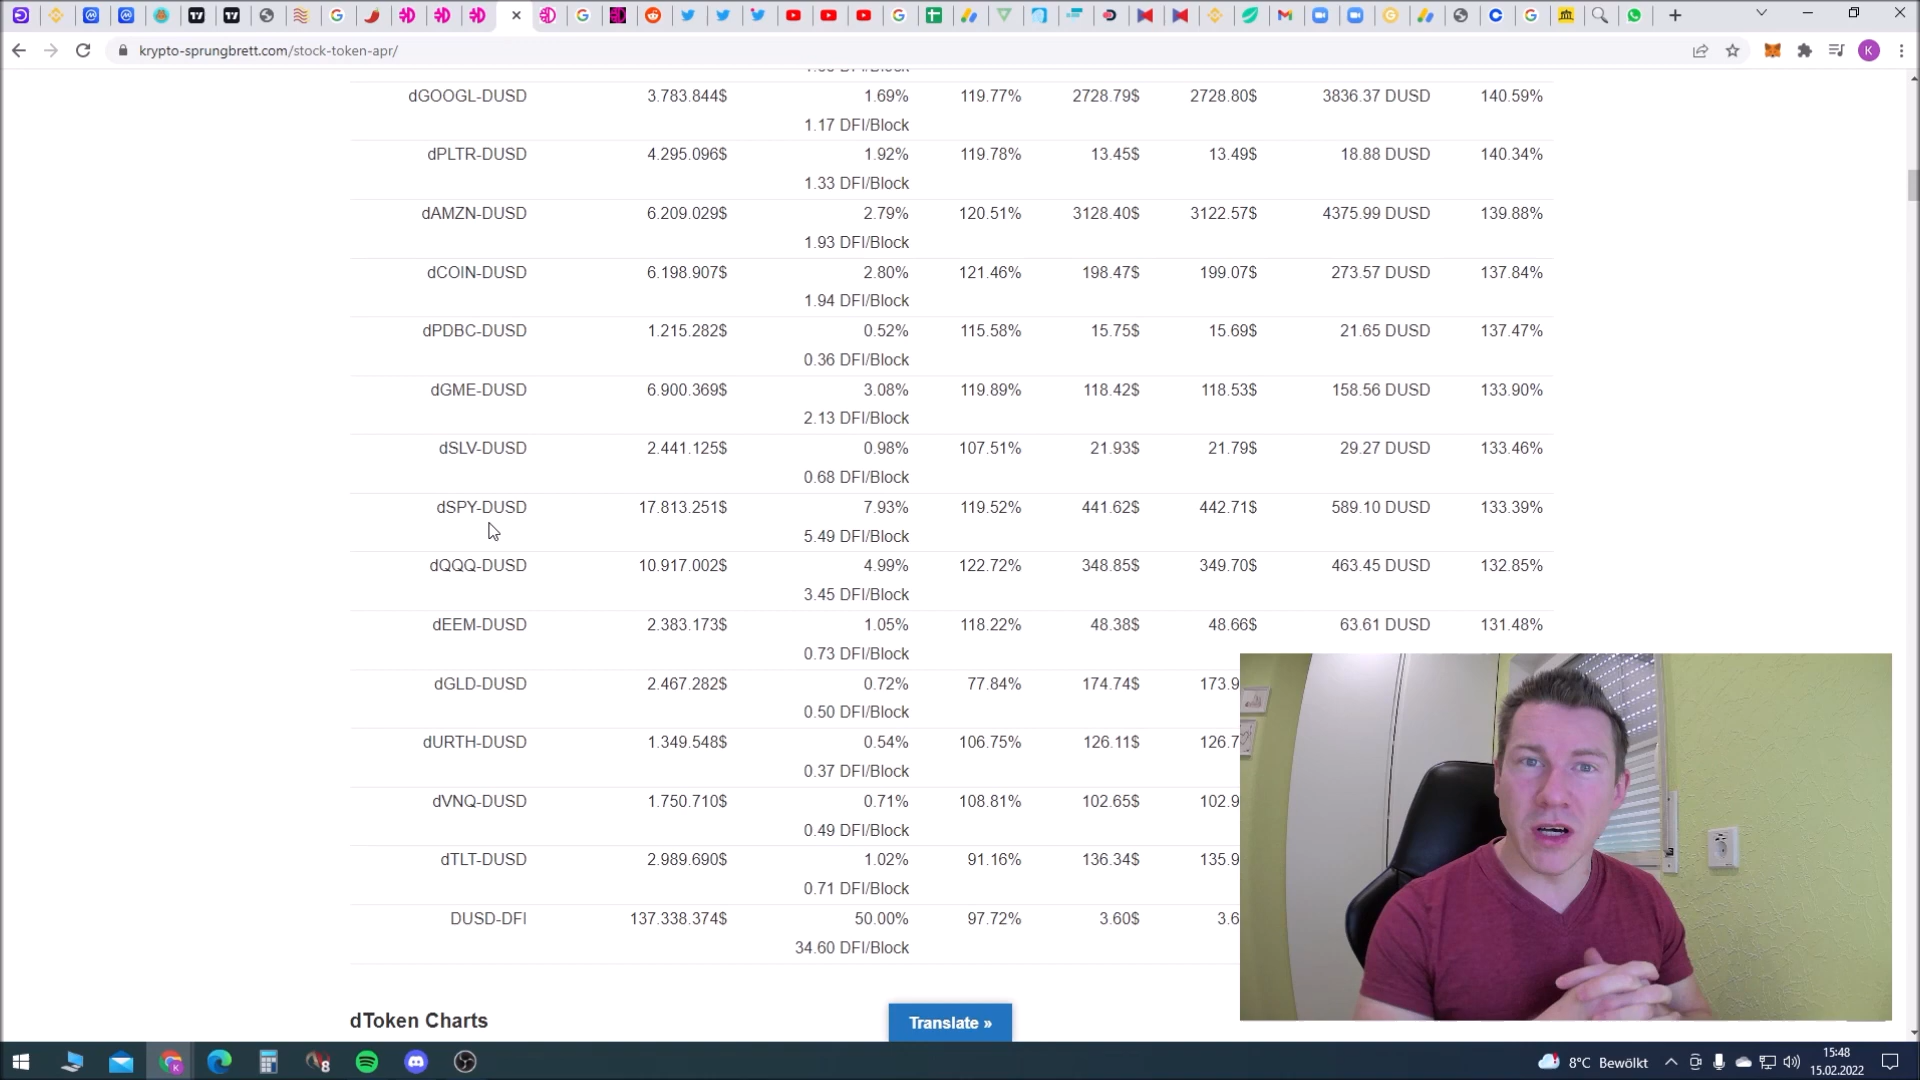 krypto-sprungbrett.com/stock-token-apr/
K
dGOOGL-DUSD 3.783.844$ 1.69% 119.77% 2728.79$ 2728.80$ 3836.37 DUSD 140.59%
1.17 DFI/Block
dPLTR-DUSD 4.295.096$ 1.92% 119.78% 13.45$ 13.49$ 18.88 DUSD 140.34%
1.33 DFI/Block
dAMZN-DUSD 6.209.029$ 2.79% 120.51% 3128.40$ 3122.57$ 4375.99 DUSD 139.88%
1.93 DFI/Block
dCOIN-DUSD 6.198.907$ 2.80% 121.46% 198.47$ 199.07$ 273.57 DUSD 137.84%
1.94 DFI/Block
dPDBC-DUSD 1.215.282$ 0.52% 115.58% 15.75$ 15.69$ 21.65 DUSD 137.47%
0.36 DFI/Block
dGME-DUSD 6.900.369$ 3.08% 119.89% 118.42$ 118.53$ 158.56 DUSD 133.90%
2.13 DFI/Block
dSLV-DUSD 2.441.125$ 0.98% 107.51% 21.93$ 21.79$ 29.27 DUSD 133.46%
0.68 DFI/Block
dSPY-DUSD 17.813.251$ 7.93% 119.52% 441.62$ 442.71$ 589.10 DUSD 133.39%
5.49 DFI/Block
dQQQ-DUSD 10.917.002$ 4.99% 122.72% 348.85$ 349.70$ 463.45 DUSD 132.85%
3.45 DFI/Block
dEEM-DUSD 2.383.173$ 1.05% 118.22% 48.38$ 48.66$ 63.61 DUSD 131.48%
0.73 DFI/Block
dGLD-DUSD 2.467.282$ 0.72% 77.84% 174.74$ 173.9
0.50 DFI/Block
dURTH-DUSD 1.349.548$ 0.54% 106.75% 126.11$ 126.7
0.37 DFI/Block
dVNQ-DUSD 1.750.710$ 0.71% 108.81% 102.65$ 102.9
0.49 DFI/Block
dTLT-DUSD 2.989.690$ 1.02% 91.16% 136.34$ 135.9
0.71 DFI/Block
DUSD-DFI 137.338.374$ 50.00% 97.72% 3.60$ 3.6
34.60 DFI/Block
dToken Charts
Translate »
8°C Bewölkt
15:48
15.02.2022